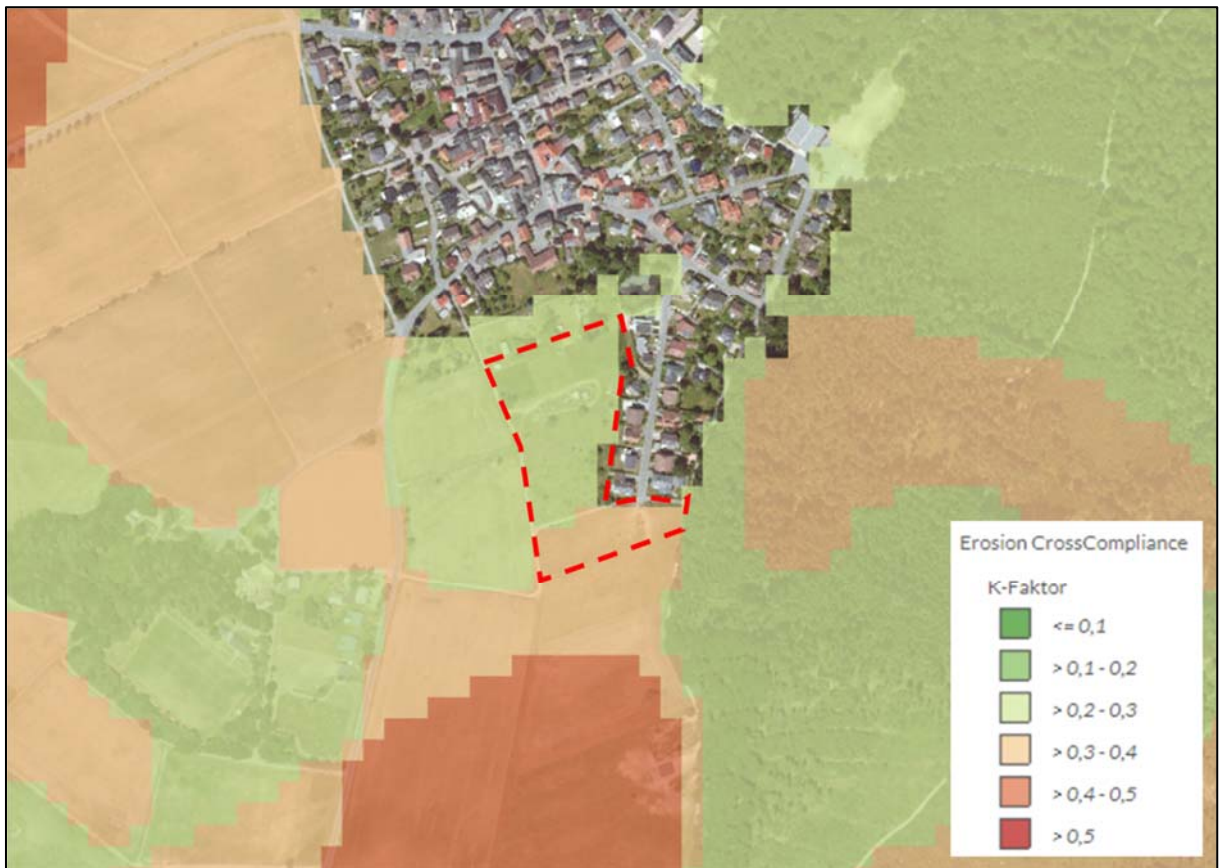 Erosion CrossCompliance
K-Faktor
<= 0,1
> 0,1 - 0,2
> 0,2 - 0,3
> 0,3 - 0,4
> 0,4 - 0,5
> 0,5